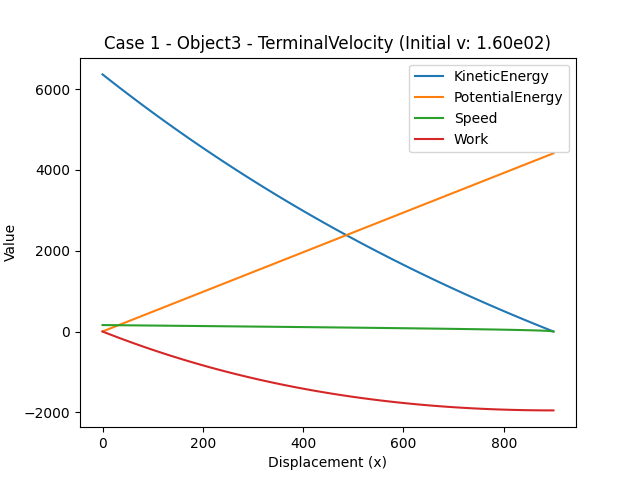 Case 1 - Object3 - TerminalVelocity (Initial v: 1.60e02)
KineticEnergy
PotentialEnergy
Speed
Work
6000
4000
2000
0
−2000
Value
0 200 400 600 800
Displacement (x)